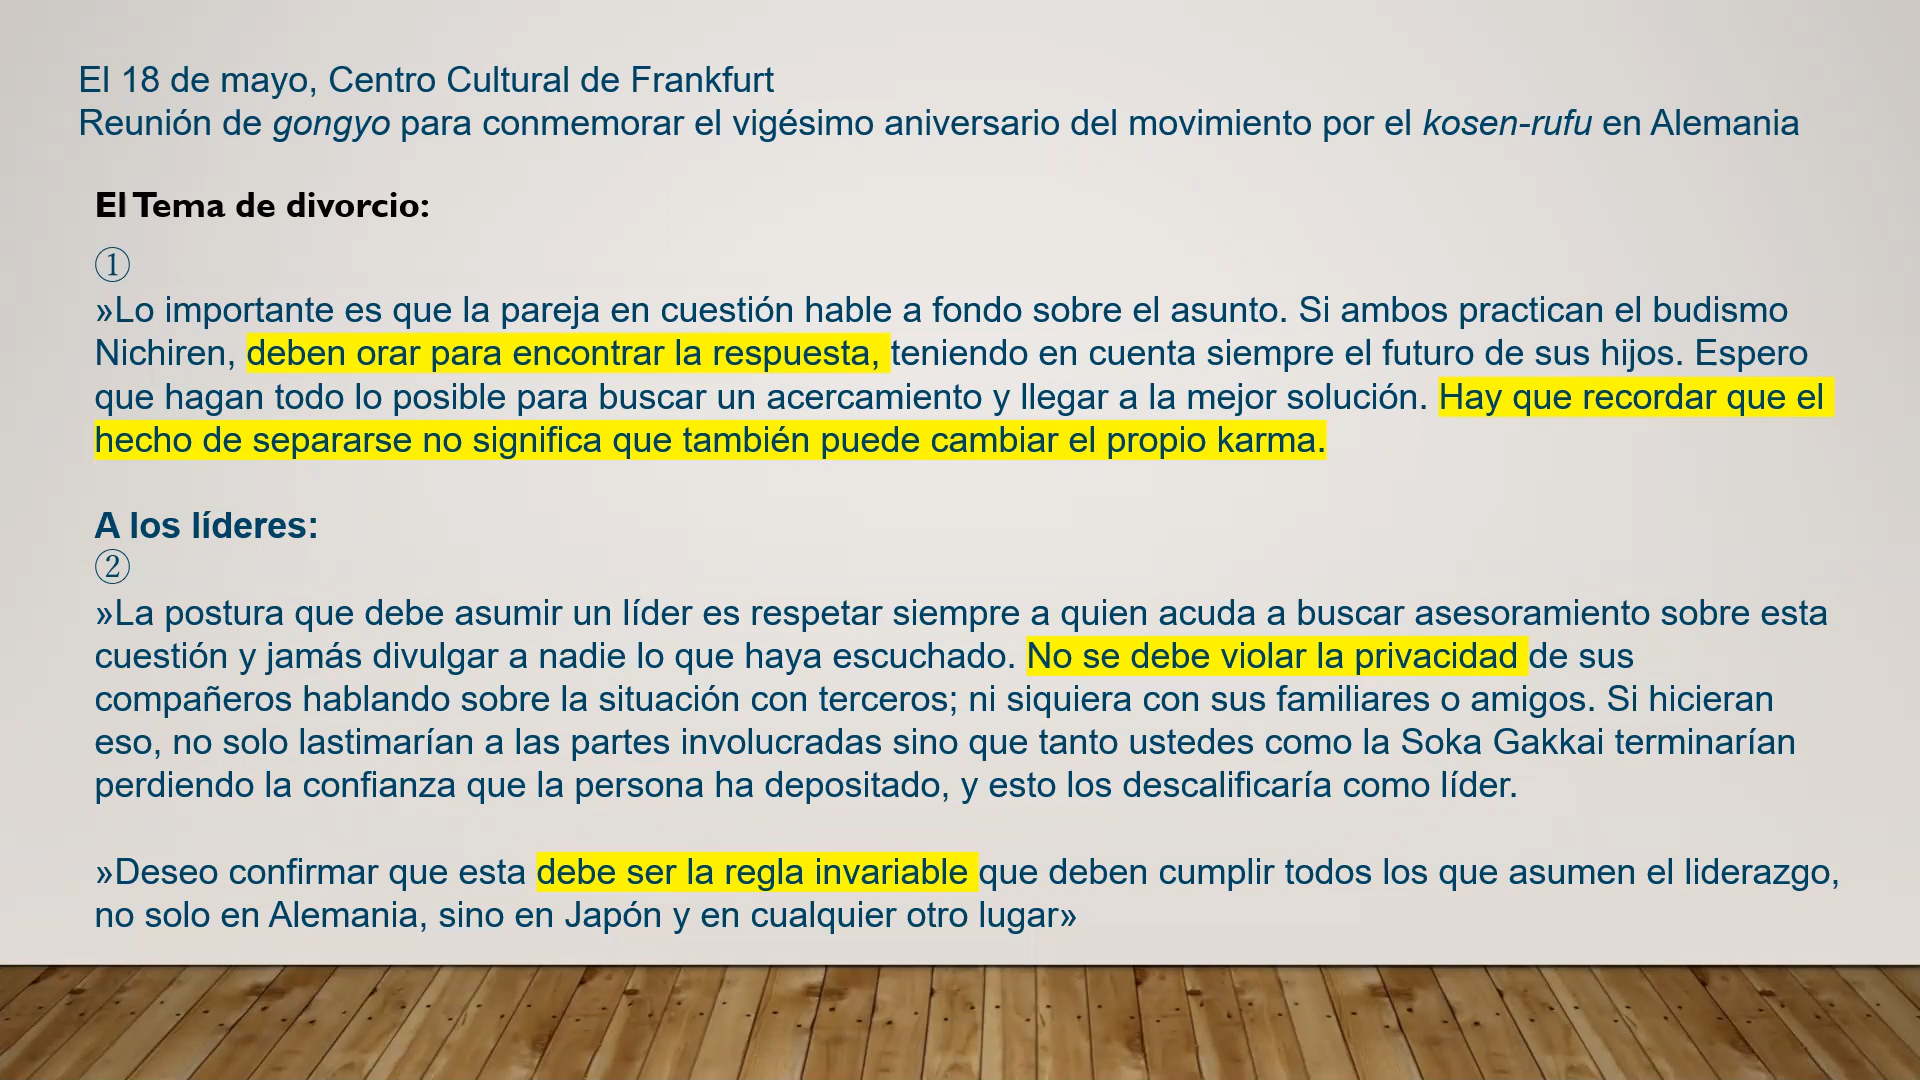 El 18 de mayo, Centro Cultural de Frankfurt
Reunión de gongyo para conmemorar el vigésimo aniversario del movimiento por el kosen-rufu en Alemania
El Tema de divorcio:
①
»Lo importante es que la pareja en cuestión hable a fondo sobre el asunto. Si ambos practican el budismo
Nichiren, deben orar para encontrar la respuesta, teniendo en cuenta siempre el futuro de sus hijos. Espero
que hagan todo lo posible para buscar un acercamiento y llegar a la mejor solución. Hay que recordar que el
hecho de separarse no significa que también puede cambiar el propio karma.
A los líderes:
②
»La postura que debe asumir un líder es respetar siempre a quien acuda a buscar asesoramiento sobre esta
cuestión y jamás divulgar a nadie lo que haya escuchado. No se debe violar la privacidad de sus
compañeros hablando sobre la situación con terceros; ni siquiera con sus familiares o amigos. Si hicieran
eso, no solo lastimarían a las partes involucradas sino que tanto ustedes como la Soka Gakkai terminarían
perdiendo la confianza que la persona ha depositado, y esto los descalificaría como líder.
»Deseo confirmar que esta debe ser la regla invariable que deben cumplir todos los que asumen el liderazgo,
no solo en Alemania, sino en Japón y en cualquier otro lugar»